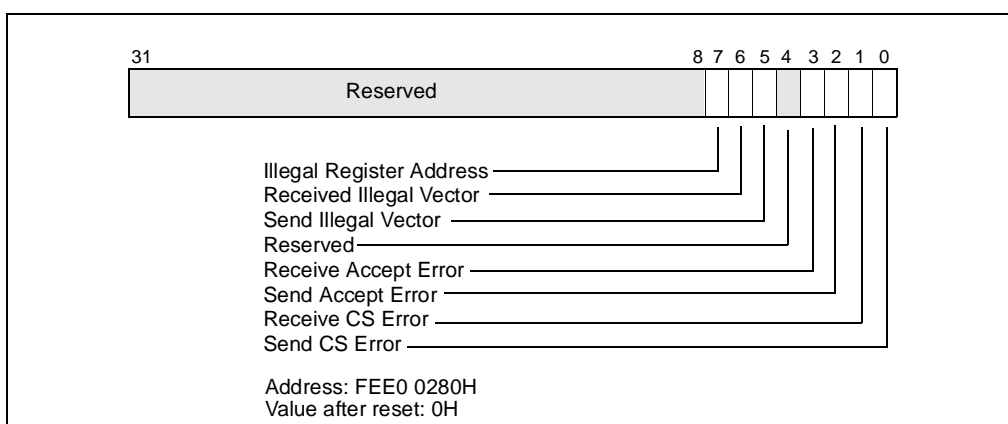 31 8 7 6 5 4 3 2 1 0
Reserved
Illegal Register Address
Received Illegal Vector
Send Illegal Vector
Reserved
Receive Accept Error
Send Accept Error
Receive CS Error
Send CS Error
Address: FEE0 0280H
Value after reset: 0H